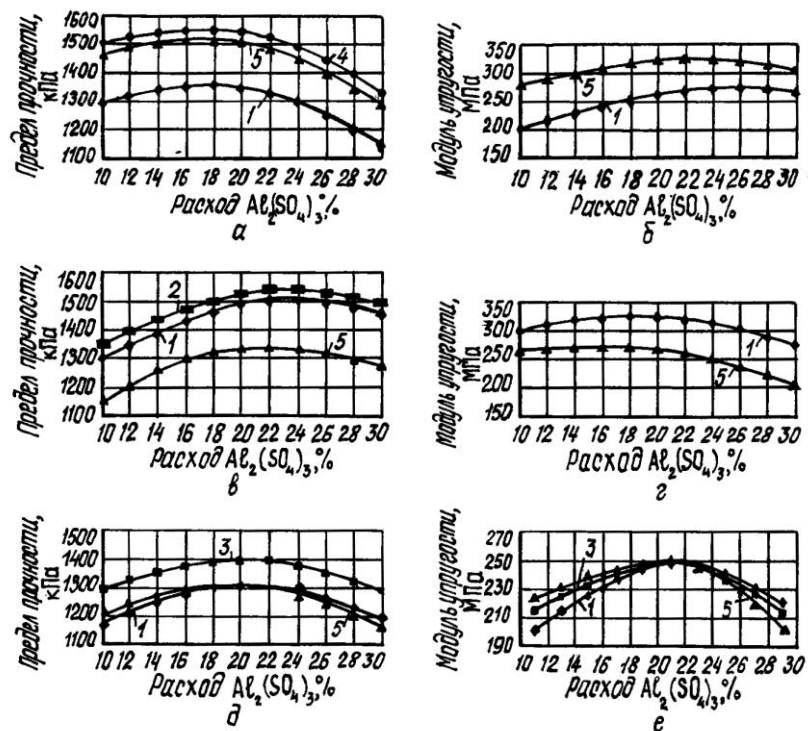 Предел прочности,
кПа
1600
1500
1400
1300
1200
1100
4
5
1
10 12 14 16 18 20 22 24 26 28 30
Расход Al2(SO4)3,%
а
Модуль упругости,
МПа
350
300
250
200
150
5
1
10 12 14 16 18 20 22 24 26 28 30
Расход Al2(SO4)3,%
б
Предел прочности,
кПа
1600
1500
1400
1300
1200
1100
2
1
5
10 12 14 16 18 20 22 24 26 28 30
Расход Al2(SO4)3,%
в
Модуль упругости,
МПа
350
300
250
200
150
1
5
10 12 14 16 18 20 22 24 26 28 30
Расход Al2(SO4)3,%
г
Предел прочности,
кПа
1500
1400
1300
1200
1100
3
1
5
10 12 14 16 18 20 22 24 26 28 30
Расход Al2(SO4)3,%
д
Модуль упругости,
МПа
270
250
230
210
190
3
1
5
10 12 14 16 18 20 22 24 26 28 30
Расход Al2(SO4)3,%
е